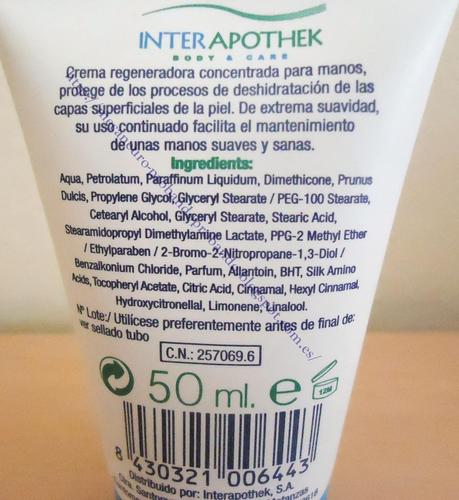 INTERAPOTHEK
BODY & CARE
Crema regeneradora concentrada para manos,
protege de los procesos de deshidratación de las
capas superficiales de la piel. De extrema suavidad,
su uso continuado facilita el mantenimiento
de unas manos suaves y sanas.
Ingredients:
Aqua, Petrolatum, Paraffinum Liquidum, Dimethicone, Prunus
Dulcis, Propylene Glycol, Glyceryl Stearate / PEG-100 Stearate,
Cetearyl Alcohol, Glyceryl Stearate, Stearic Acid,
Stearamidopropyl Dimethylamine Lactate, PPG-2 Methyl Ether
/ Ethylparaben / 2-Bromo-2-Nitropropane-1,3-Diol /
Benzalkonium Chloride, Parfum, Allantoin, BHT, Silk Amino
Acids, Tocopheryl Acetate, Citric Acid, Cinnamal, Hexyl Cinnamal,
Hydroxycitronellal, Limonene, Linalool.
Nº Lote:/ Utilícese preferentemente antes de final de:
ver sellado tubo
C.N.: 257069.6
50 ml. e
12M
8 430321 006443
Distribuido por: Interapothek, S.A.